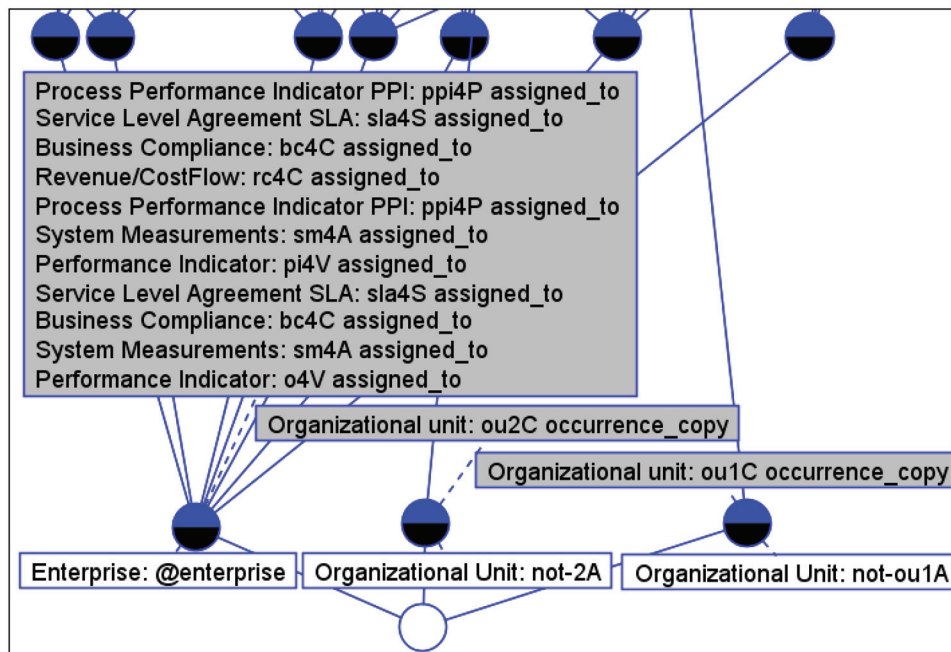 Process Performance Indicator PPI: ppi4P assigned_to
Service Level Agreement SLA: sla4S assigned_to
Business Compliance: bc4C assigned_to
Revenue/CostFlow: rc4C assigned_to
Process Performance Indicator PPI: ppi4P assigned_to
System Measurements: sm4A assigned_to
Performance Indicator: pi4V assigned_to
Service Level Agreement SLA: sla4S assigned_to
Business Compliance: bc4C assigned_to
System Measurements: sm4A assigned_to
Performance Indicator: o4V assigned_to
Organizational unit: ou2C occurrence_copy
Organizational unit: ou1C occurrence_copy
Enterprise: @enterprise
Organizational Unit: not-2A
Organizational Unit: not-ou1A